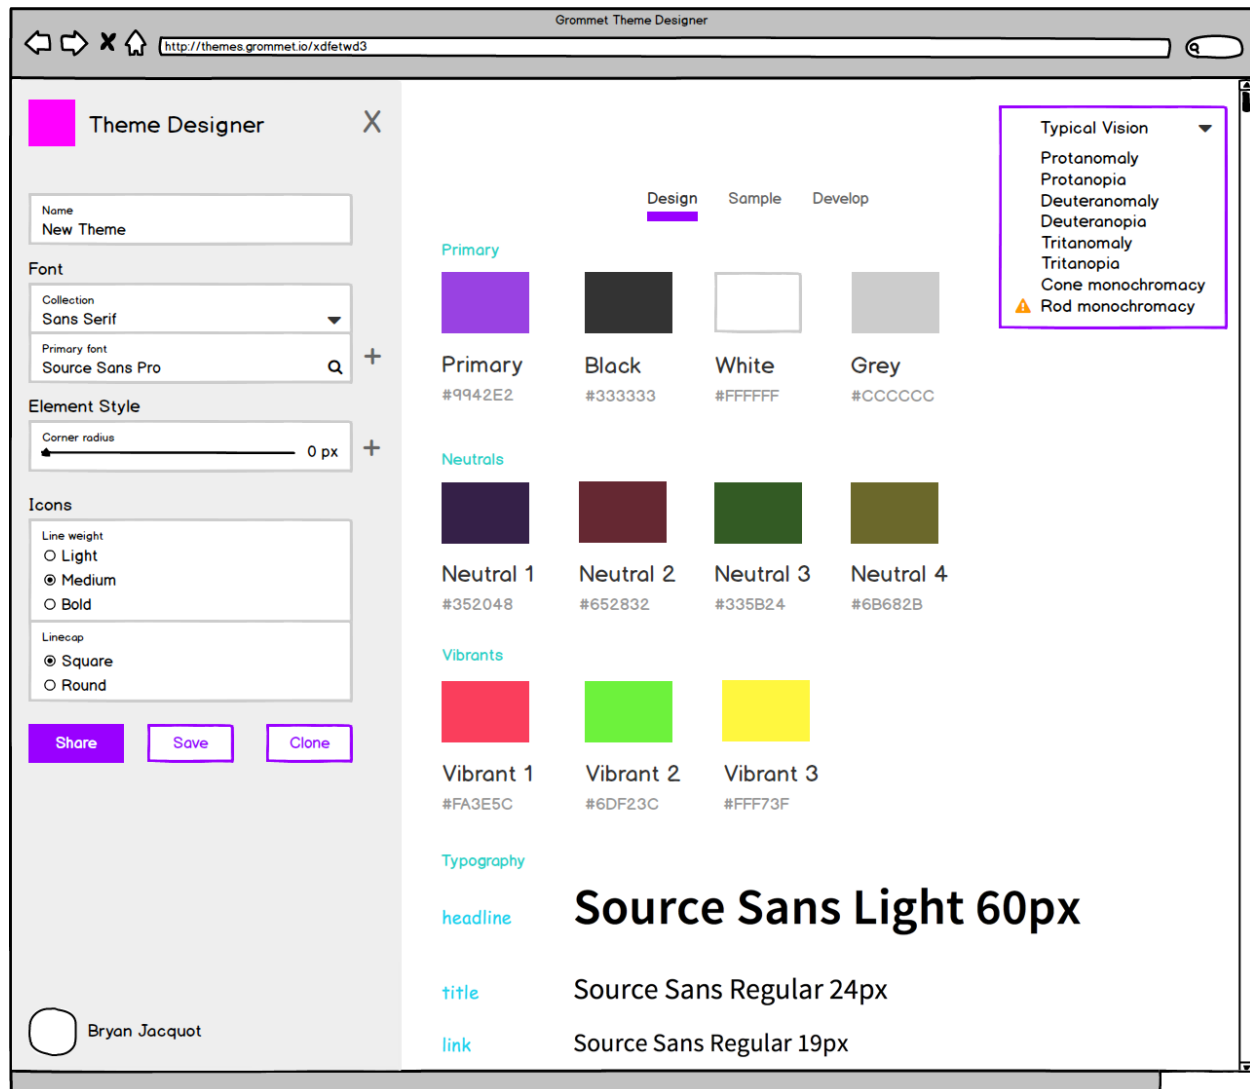 Grommet Theme Designer
http://themes.grommet.io/xdfetwd3
Theme Designer X
Name
New Theme
Font
Collection
Sans Serif
Primary font
Source Sans Pro
+
Element Style
Corner radius
0 px
+
Icons
Line weight
Light
Medium
Bold
Linecap
Square
Round
Share Save Clone
Bryan Jacquot
Typical Vision
Protanomaly
Protanopia
Deuteranomaly
Deuteranopia
Tritanomaly
Tritanopia
Cone monochromacy
Rod monochromacy
Design Sample Develop
Primary
Primary Black White Grey
#9942E2 #333333 #FFFFFF #CCCCCC
Neutrals
Neutral 1 Neutral 2 Neutral 3 Neutral 4
#352048 #652832 #335B24 #6B682B
Vibrants
Vibrant 1 Vibrant 2 Vibrant 3
#FA3E5C #6DF23C #FFF73F
Typography
headline Source Sans Light 60px
title Source Sans Regular 24px
link Source Sans Regular 19px